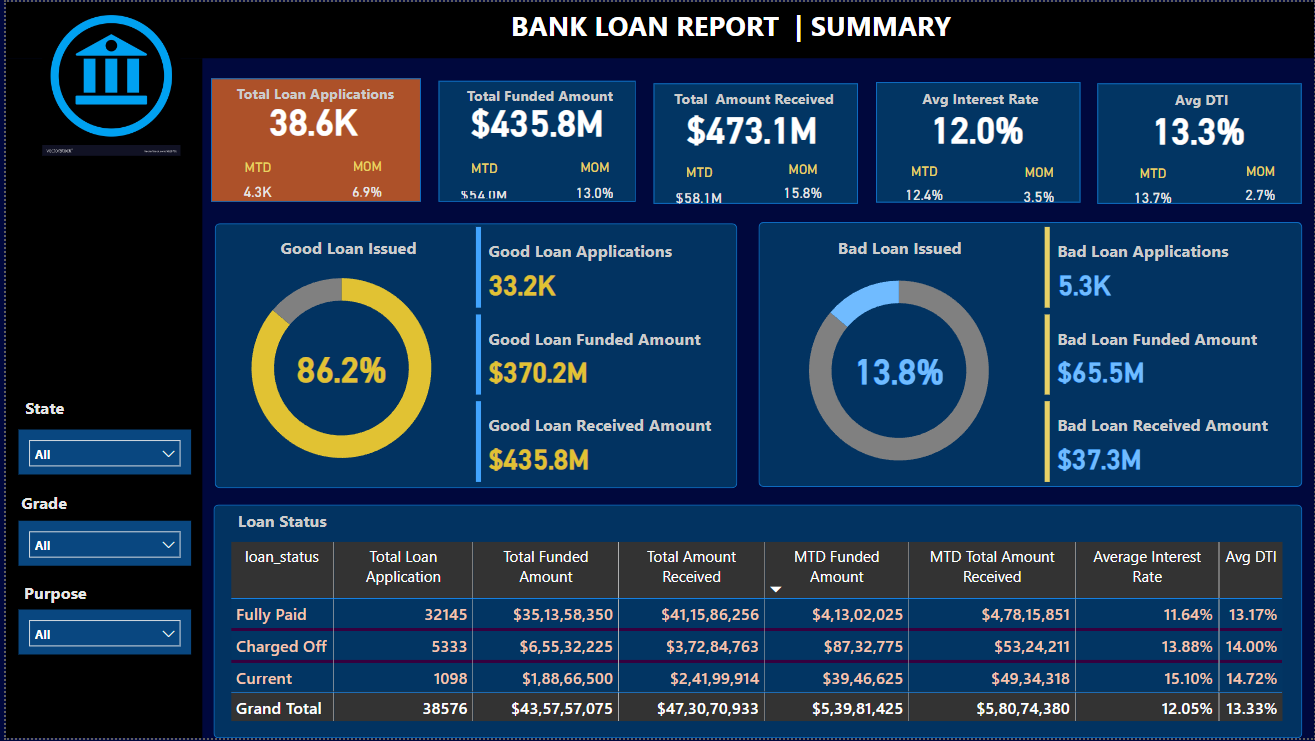 BANK LOAN REPORT | SUMMARY
VectorStock®
Total Loan Applications
38.6K
MTD MOM
4.3K 6.9%
Total Funded Amount
$435.8M
MTD MOM
$54.0M 13.0%
Total Amount Received
$473.1M
MTD MOM
$58.1M 15.8%
Avg Interest Rate
12.0%
MTD MOM
12.4% 3.5%
Avg DTI
13.3%
MTD MOM
13.7% 2.7%
Good Loan Issued
86.2%
Good Loan Applications
33.2K
Good Loan Funded Amount
$370.2M
Good Loan Received Amount
$435.8M
Bad Loan Issued
13.8%
Bad Loan Applications
5.3K
Bad Loan Funded Amount
$65.5M
Bad Loan Received Amount
$37.3M
State
All
Grade
All
Purpose
All
Loan Status
loan_status Total Loan Application Total Funded Amount Total Amount Received MTD Funded Amount MTD Total Amount Received Average Interest Rate Avg DTI
Fully Paid 32145 $35,13,58,350 $41,15,86,256 $4,13,02,025 $4,78,15,851 11.64% 13.17%
Charged Off 5333 $6,55,32,225 $3,72,84,763 $87,32,775 $53,24,211 13.88% 14.00%
Current 1098 $1,88,66,500 $2,41,99,914 $39,46,625 $49,34,318 15.10% 14.72%
Grand Total 38576 $43,57,57,075 $47,30,70,933 $5,39,81,425 $5,80,74,380 12.05% 13.33%